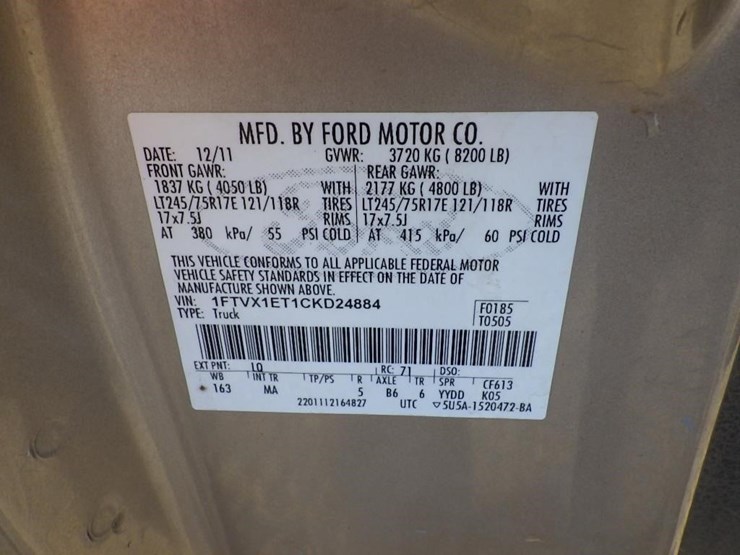 MFD. BY FORD MOTOR CO.
DATE: 12/11 GVWR: 3720 KG ( 8200 LB)
FRONT GAWR: REAR GAWR:
1837 KG ( 4050 LB) WITH 2177 KG ( 4800 LB) WITH
LT245/75R17E 121/118R TIRES LT245/75R17E 121/118R TIRES
17x7.5J RIMS 17x7.5J RIMS
AT 380 kPa/ 55 PSI COLD AT 415 kPa/ 60 PSI COLD
THIS VEHICLE CONFORMS TO ALL APPLICABLE FEDERAL MOTOR
VEHICLE SAFETY STANDARDS IN EFFECT ON THE DATE OF
MANUFACTURE SHOWN ABOVE.
VIN: 1FTVX1ET1CKD24884 F0185
TYPE: Truck T0505
EXT PNT: LQ RC: 71 DSO:
WB INT TR TP/PS R AXLE TR SPR CF613
163 MA 5 B6 6 YYDD K05
2201112164827 UTC ▽5U5A-1520472-BA